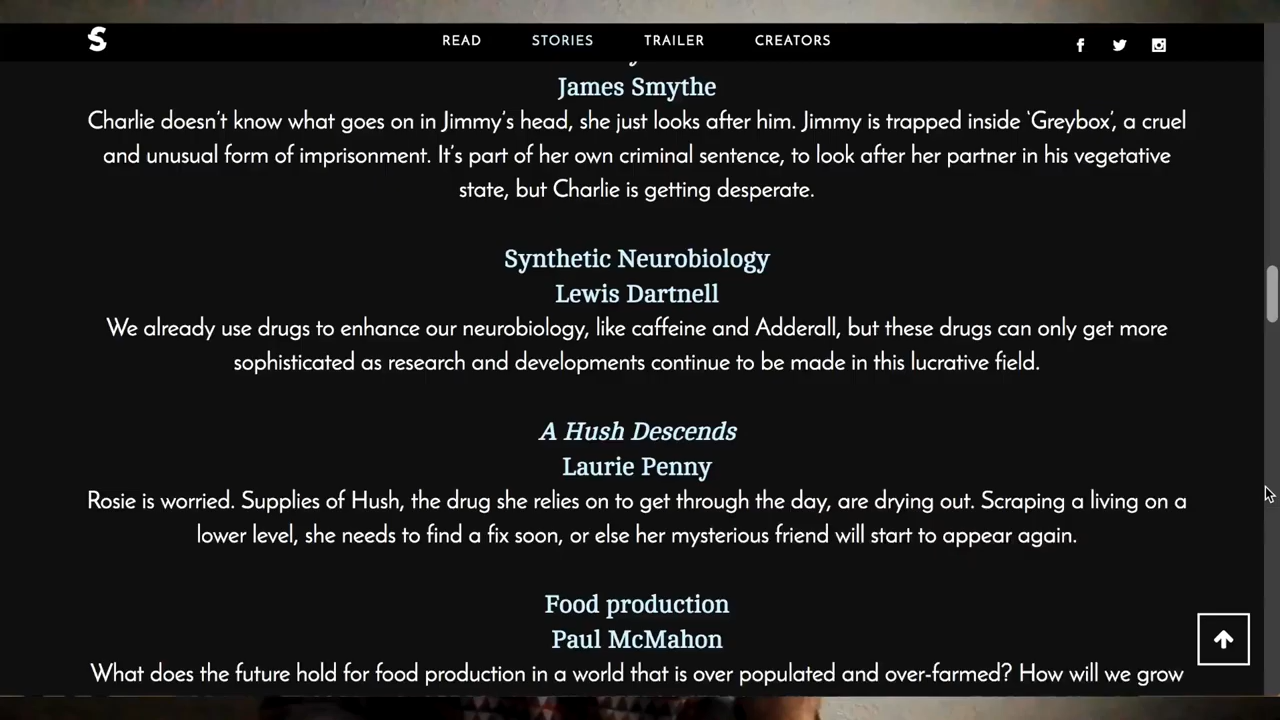 S
READ STORIES TRAILER CREATORS
James Smythe
Charlie doesn't know what goes on in Jimmy's head, she just looks after him. Jimmy is trapped inside 'Greybox', a cruel
and unusual form of imprisonment. It's part of her own criminal sentence, to look after her partner in his vegetative
state, but Charlie is getting desperate.
Synthetic Neurobiology
Lewis Dartnell
We already use drugs to enhance our neurobiology, like caffeine and Adderall, but these drugs can only get more
sophisticated as research and developments continue to be made in this lucrative field.
A Hush Descends
Laurie Penny
Rosie is worried. Supplies of Hush, the drug she relies on to get through the day, are drying out. Scraping a living on a
lower level, she needs to find a fix soon, or else her mysterious friend will start to appear again.
Food production
Paul McMahon
What does the future hold for food production in a world that is over populated and over-farmed? How will we grow